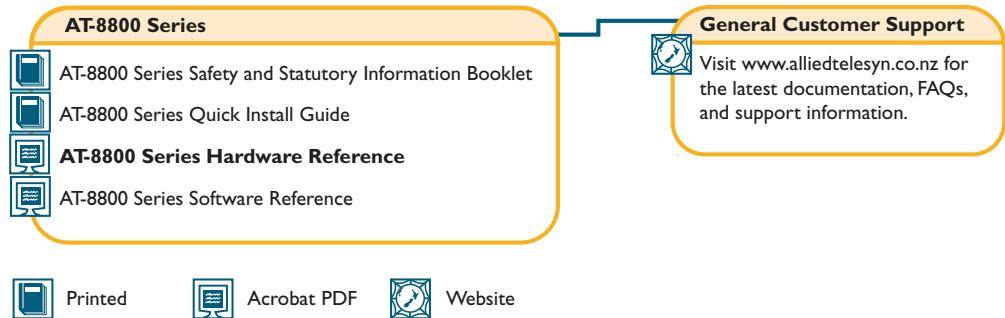 AT-8800 Series
AT-8800 Series Safety and Statutory Information Booklet
AT-8800 Series Quick Install Guide
AT-8800 Series Hardware Reference
AT-8800 Series Software Reference
General Customer Support
Visit www.alliedtelesyn.co.nz for
the latest documentation, FAQs,
and support information.
Printed
Acrobat PDF
Website